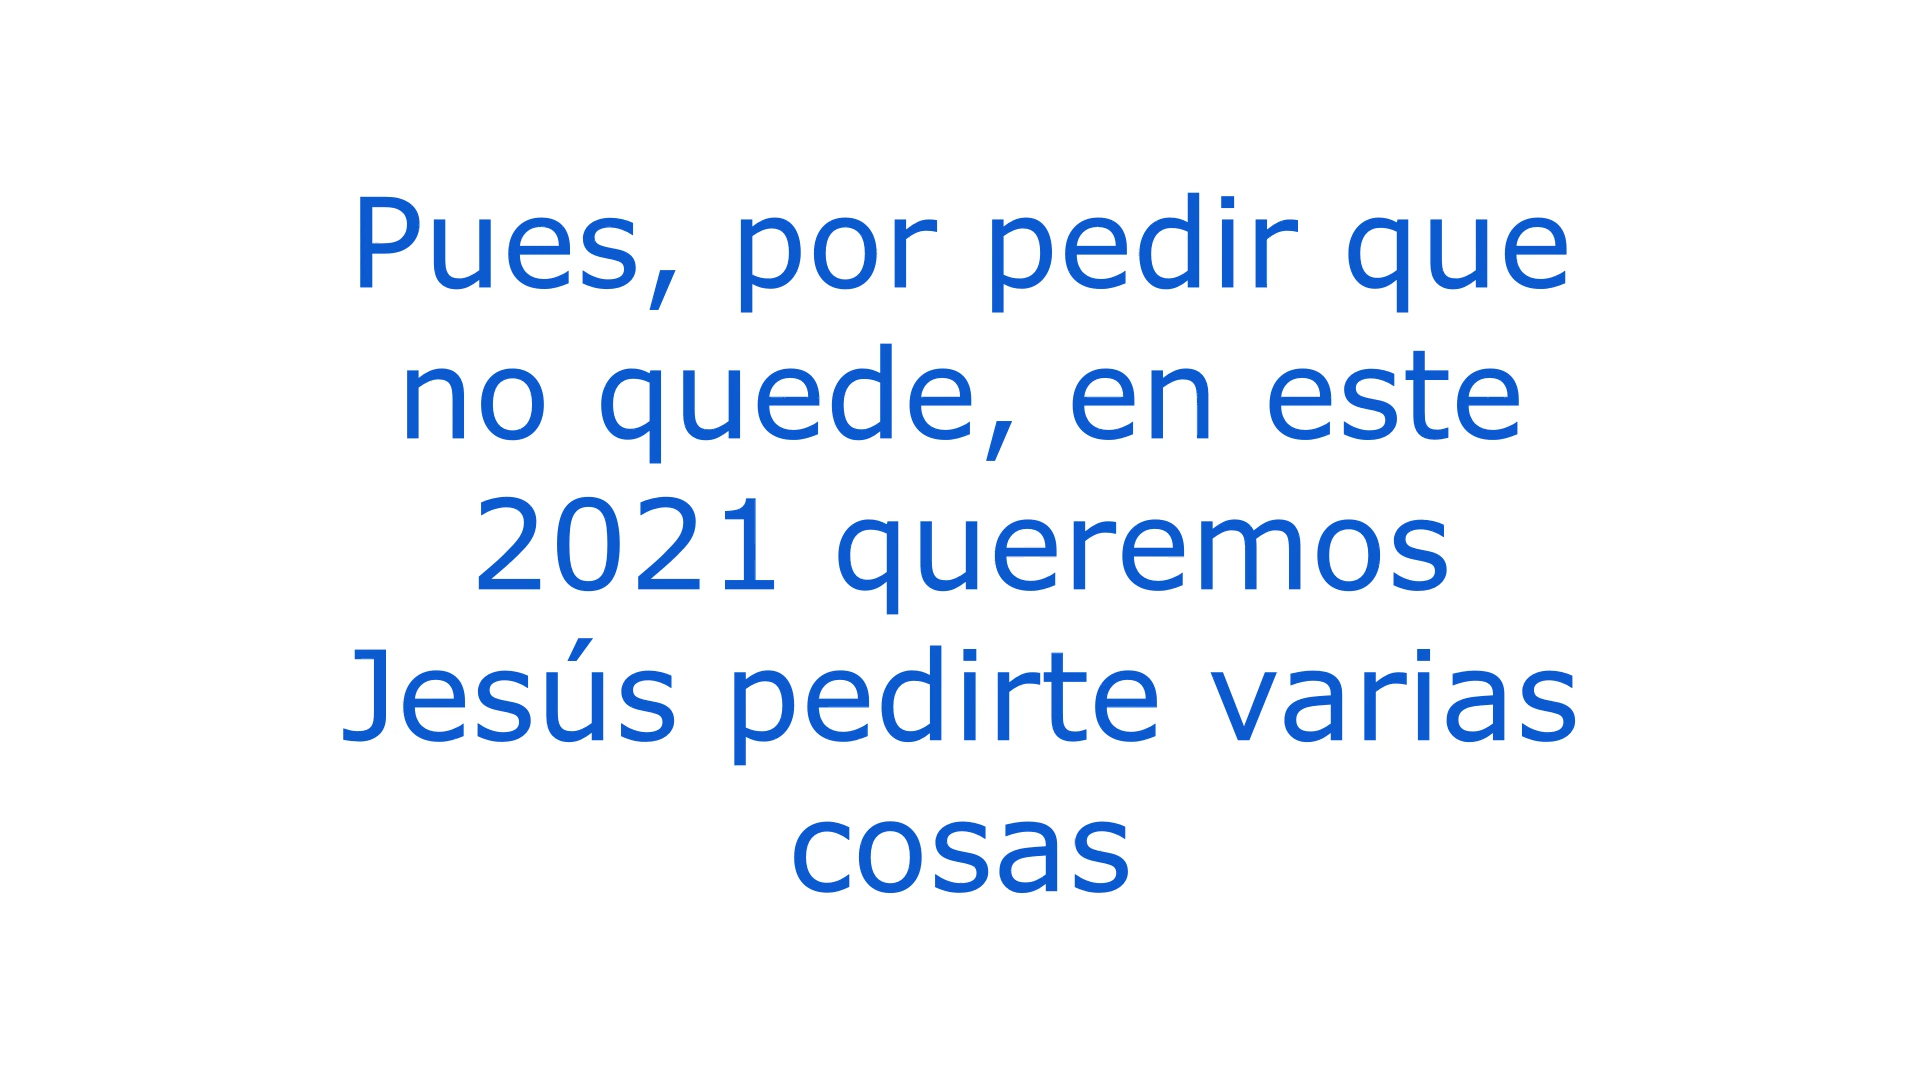 Pues, por pedir que
no quede, en este
2021 queremos
Jesús pedirte varias
cosas